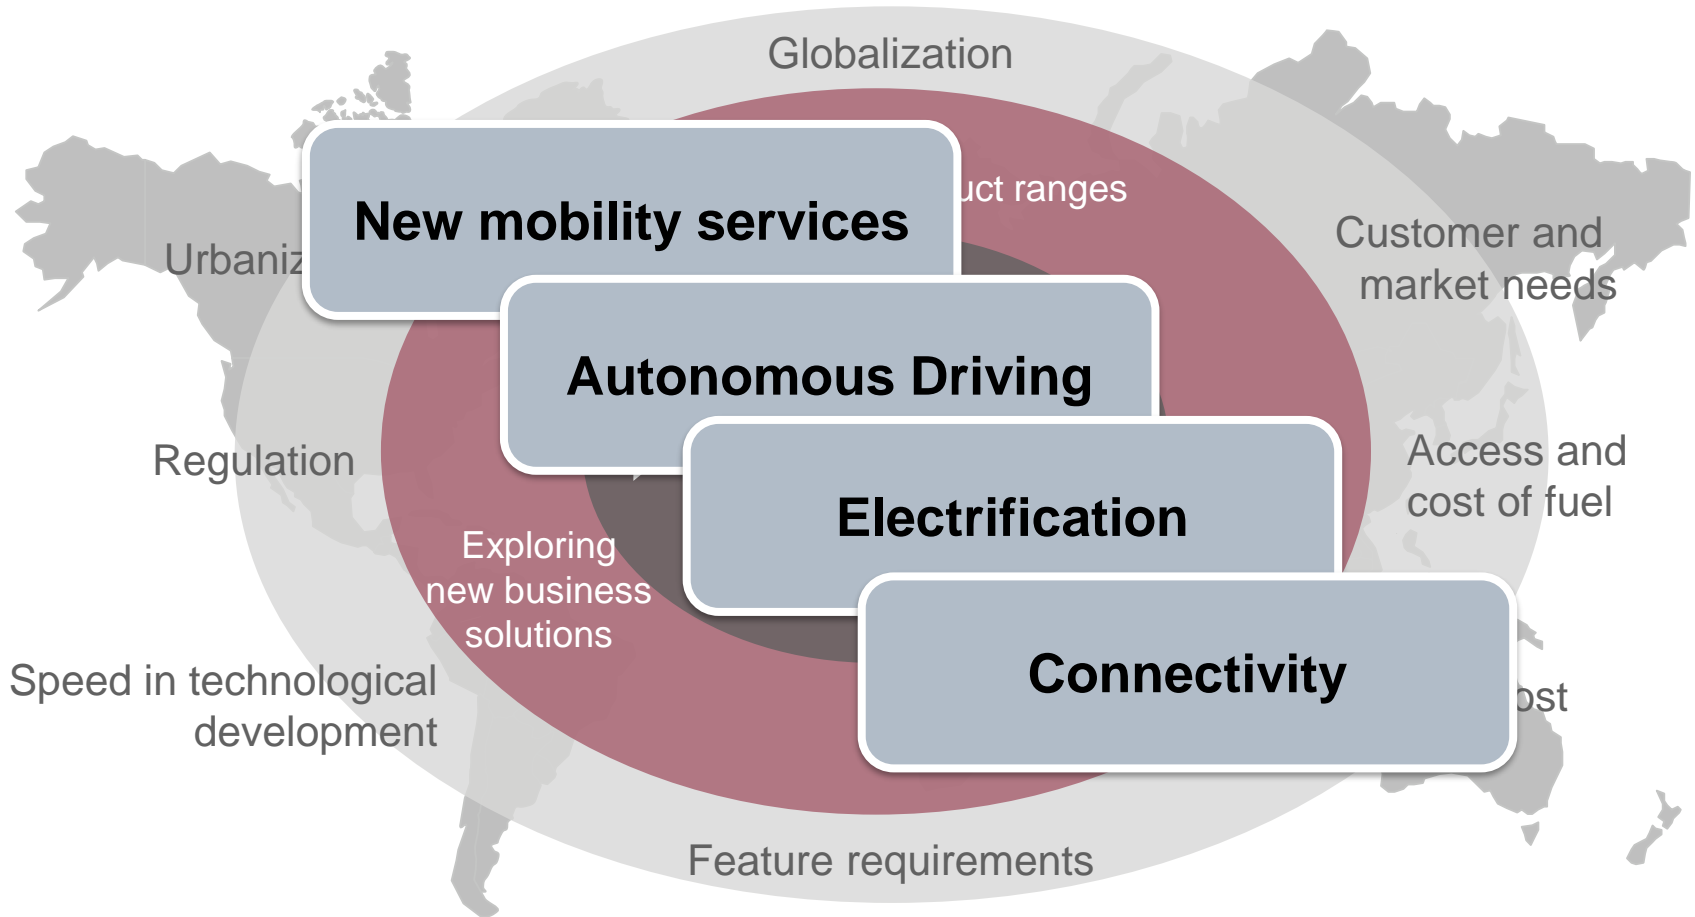 Globalization
uct ranges
New mobility services
Customer and
market needs
Urbaniz
Autonomous Driving
Regulation
Access and
cost of fuel
Electrification
Exploring
new business
solutions
Connectivity
Speed in technological
development
ost
Feature requirements